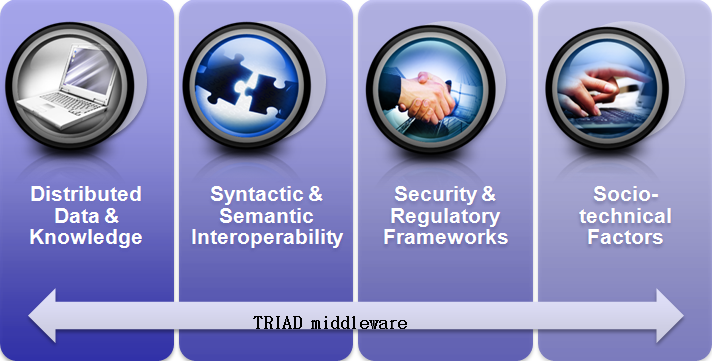 Distributed
Data &
Knowledge
Syntactic &
Semantic
Interoperability
Security &
Regulatory
Frameworks
Socio-
technical
Factors
TRIAD middleware